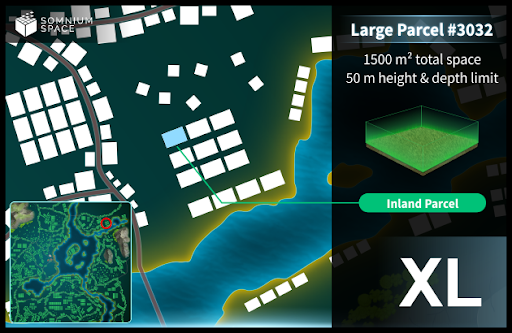 SOMNIUM
SPACE
Large Parcel #3032
1500 m² total space
50 m height & depth limit
Inland Parcel
XL